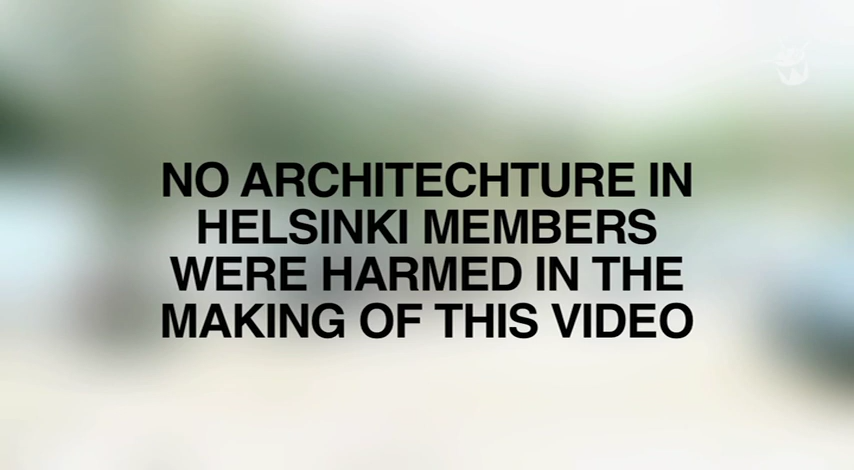 NO ARCHITECHTURE IN
HELSINKI MEMBERS
WERE HARMED IN THE
MAKING OF THIS VIDEO